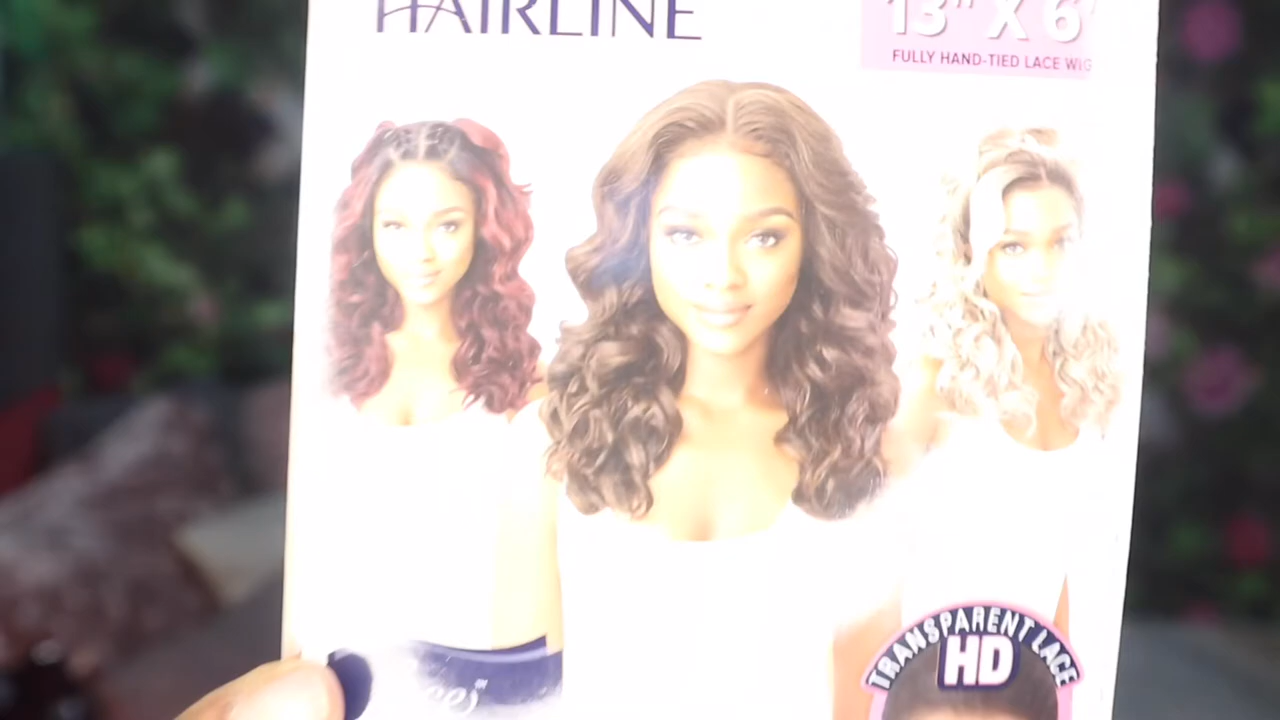 HAIRLINE
13" X 6"
FULLY HAND-TIED LACE WIG
TRANSPARENT LACE
HD